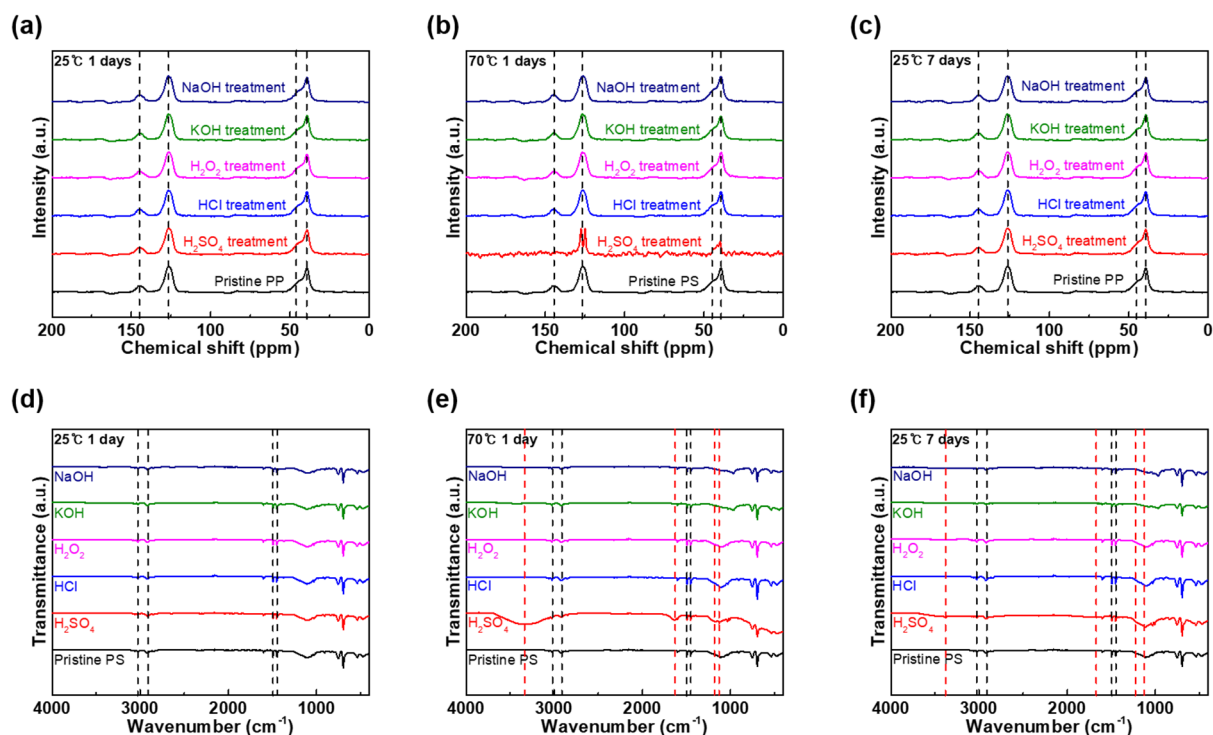 (a)
25℃ 1 days
NaOH treatment
KOH treatment
H₂O₂ treatment
HCl treatment
H₂SO₄ treatment
Pristine PP
Intensity (a.u.)
200 150 100 50 0
Chemical shift (ppm)
(b)
70℃ 1 days
NaOH treatment
KOH treatment
H₂O₂ treatment
HCl treatment
H₂SO₄ treatment
Pristine PS
Intensity (a.u.)
200 150 100 50 0
Chemical shift (ppm)
(c)
25℃ 7 days
NaOH treatment
KOH treatment
H₂O₂ treatment
HCl treatment
H₂SO₄ treatment
Pristine PP
Intensity (a.u.)
200 150 100 50 0
Chemical shift (ppm)
(d)
25℃ 1 day
NaOH
KOH
H₂O₂
HCl
H₂SO₄
Pristine PS
Transmittance (a.u.)
4000 3000 2000 1000
Wavenumber (cm⁻¹)
(e)
70℃ 1 day
NaOH
KOH
H₂O₂
HCl
H₂SO₄
Pristine PS
Transmittance (a.u.)
4000 3000 2000 1000
Wavenumber (cm⁻¹)
(f)
25℃ 7 days
NaOH
KOH
H₂O₂
HCl
H₂SO₄
Pristine PS
Transmittance (a.u.)
4000 3000 2000 1000
Wavenumber (cm⁻¹)